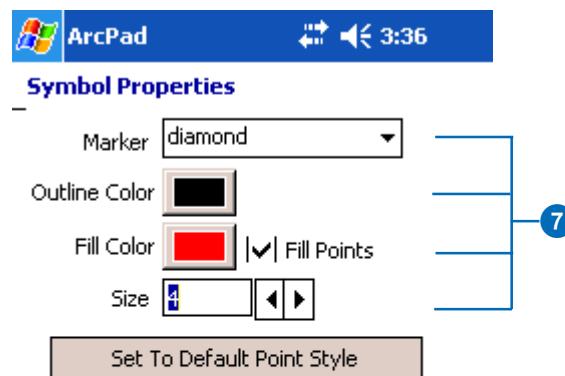 ArcPad 3:36
Symbol Properties
Marker diamond
Outline Color
Fill Color Fill Points
Size 4
Set To Default Point Style
7